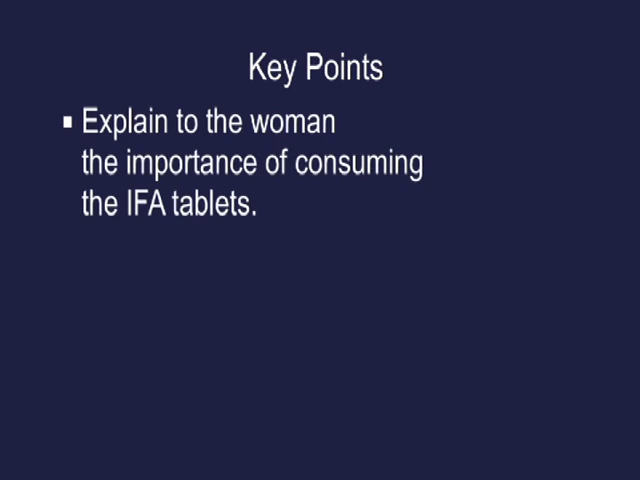 Key Points
▪ Explain to the woman
the importance of consuming
the IFA tablets.